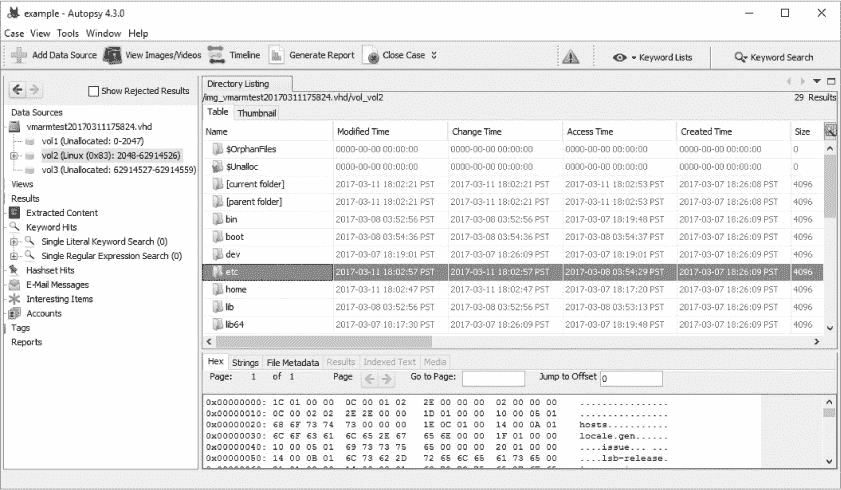 example - Autopsy 4.3.0
Case View Tools Window Help
Add Data Source View Images/Videos Timeline Generate Report Close Case Keyword Lists Keyword Search
Show Rejected Results
Data Sources
vmarmtest20170311175824.vhd
vol1 (Unallocated: 0-2047)
vol2 (Linux (0x83): 2048-62914526)
vol3 (Unallocated: 62914527-62914559)
Views
Results
Extracted Content
Keyword Hits
Single Literal Keyword Search (0)
Single Regular Expression Search (0)
Hashset Hits
E-Mail Messages
Interesting Items
Accounts
Tags
Reports
Directory Listing
/img_vmarmtest20170311175824.vhd/vol_vol2 29 Results
Table Thumbnail
Name Modified Time Change Time Access Time Created Time Size
$OrphanFiles 0000-00-00 00:00:00 0000-00-00 00:00:00 0000-00-00 00:00:00 0000-00-00 00:00:00 0
$Unalloc 0000-00-00 00:00:00 0000-00-00 00:00:00 0000-00-00 00:00:00 0000-00-00 00:00:00 0
[current folder] 2017-03-11 18:02:21 PST 2017-03-11 18:02:21 PST 2017-03-11 18:02:53 PST 2017-03-07 18:26:08 PST 4096
[parent folder] 2017-03-11 18:02:21 PST 2017-03-11 18:02:21 PST 2017-03-11 18:02:53 PST 2017-03-07 18:26:08 PST 4096
bin 2017-03-08 03:52:56 PST 2017-03-08 03:52:56 PST 2017-03-07 18:19:48 PST 2017-03-07 18:26:09 PST 4096
boot 2017-03-08 03:54:36 PST 2017-03-08 03:54:36 PST 2017-03-08 03:54:37 PST 2017-03-07 18:26:09 PST 4096
dev 2017-03-07 18:19:01 PST 2017-03-07 18:26:09 PST 2017-03-07 18:19:01 PST 2017-03-07 18:26:09 PST 4096
etc 2017-03-11 18:02:57 PST 2017-03-11 18:02:57 PST 2017-03-08 03:54:29 PST 2017-03-07 18:26:09 PST 4096
home 2017-03-11 18:02:47 PST 2017-03-11 18:02:47 PST 2017-03-07 18:17:20 PST 2017-03-07 18:26:09 PST 4096
lib 2017-03-08 03:52:56 PST 2017-03-08 03:52:56 PST 2017-03-08 03:53:13 PST 2017-03-07 18:26:09 PST 4096
lib64 2017-03-07 18:17:30 PST 2017-03-07 18:26:09 PST 2017-03-07 18:19:48 PST 2017-03-07 18:26:09 PST 4096
Hex Strings File Metadata Results Indexed Text Media
Page: 1 of 1 Page Go to Page: Jump to Offset 0
0x00000000: 1C 01 00 00 0C 00 01 02 2E 00 00 00 02 00 00 00 ................
0x00000010: 0C 00 02 02 2E 2E 00 00 1D 01 00 00 10 00 05 01 ................
0x00000020: 68 6F 73 74 73 00 00 00 1E 0C 01 00 14 00 0A 01 hosts...........
0x00000030: 6C 6F 63 61 6C 65 2E 67 65 6E 00 00 1F 01 00 00 locale.gen......
0x00000040: 10 00 05 01 69 73 73 75 65 00 00 00 20 01 00 00 ....issue... ...
0x00000050: 14 00 0B 01 6C 73 62 2D 72 65 6C 65 61 73 65 00 ....lsb-release.